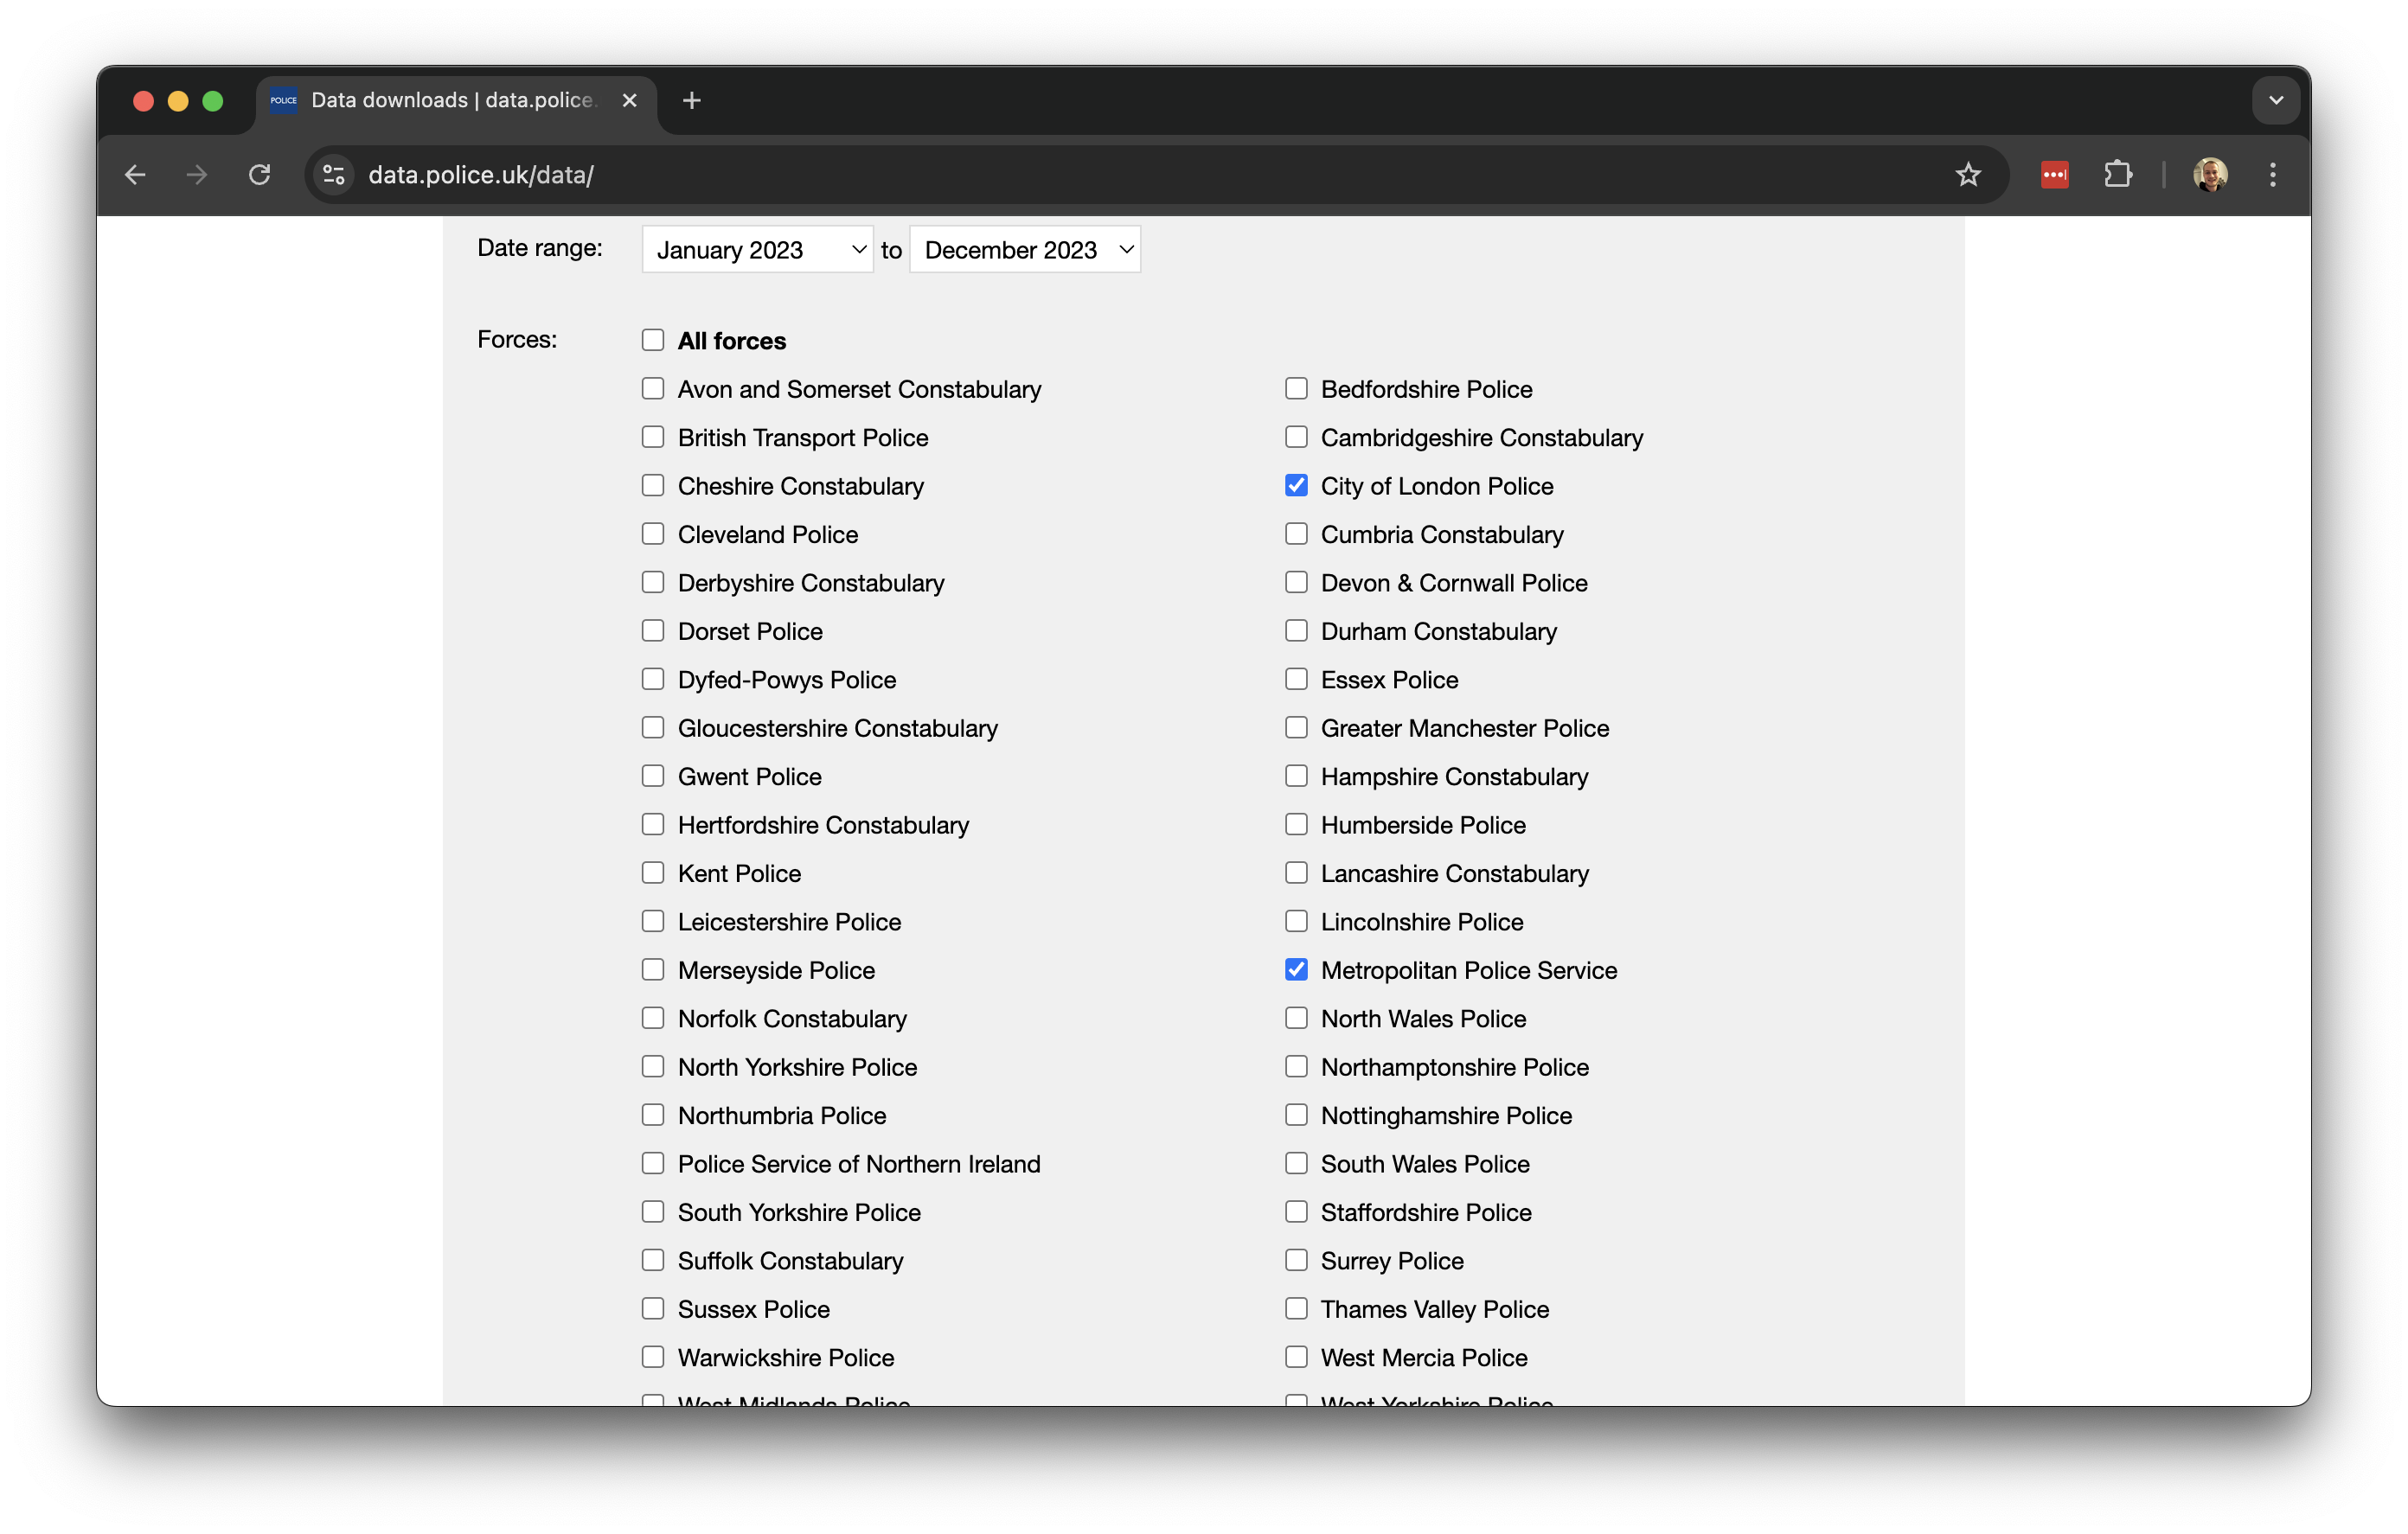 POLICE Data downloads | data.police.
data.police.uk/data/
Date range: January 2023 to December 2023
Forces: All forces
Avon and Somerset Constabulary Bedfordshire Police
British Transport Police Cambridgeshire Constabulary
Cheshire Constabulary City of London Police
Cleveland Police Cumbria Constabulary
Derbyshire Constabulary Devon & Cornwall Police
Dorset Police Durham Constabulary
Dyfed-Powys Police Essex Police
Gloucestershire Constabulary Greater Manchester Police
Gwent Police Hampshire Constabulary
Hertfordshire Constabulary Humberside Police
Kent Police Lancashire Constabulary
Leicestershire Police Lincolnshire Police
Merseyside Police Metropolitan Police Service
Norfolk Constabulary North Wales Police
North Yorkshire Police Northamptonshire Police
Northumbria Police Nottinghamshire Police
Police Service of Northern Ireland South Wales Police
South Yorkshire Police Staffordshire Police
Suffolk Constabulary Surrey Police
Sussex Police Thames Valley Police
Warwickshire Police West Mercia Police
West Midlands Police West Yorkshire Police